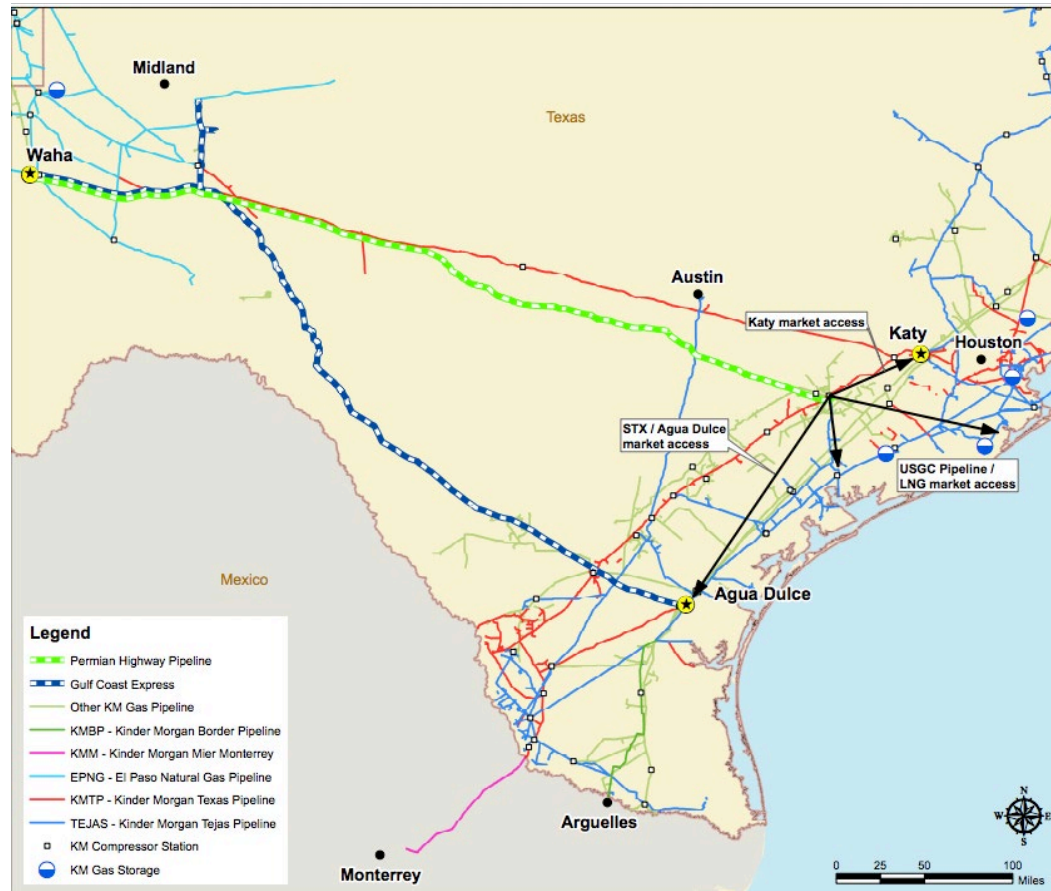 Midland
Texas
Waha
Austin
Katy market access
Katy
Houston
STX / Agua Dulce
market access
USGC Pipeline /
LNG market access
Mexico
Agua Dulce
Legend
Permian Highway Pipeline
Gulf Coast Express
Other KM Gas Pipeline
KMBP - Kinder Morgan Border Pipeline
KMM - Kinder Morgan Mier Monterrey
EPNG - El Paso Natural Gas Pipeline
KMTP - Kinder Morgan Texas Pipeline
TEJAS - Kinder Morgan Tejas Pipeline
KM Compressor Station
KM Gas Storage
Arguelles
Monterrey
N
W E
S
0 25 50 100
Miles